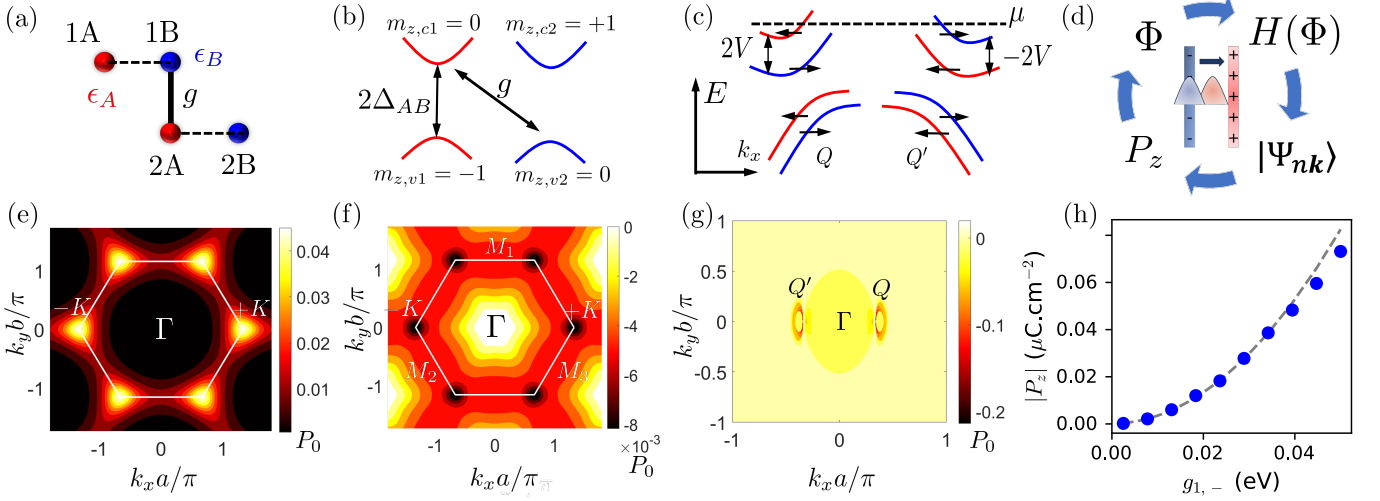 (a)
1A
1B
ϵ_B
ϵ_A
g
2A
2B
(b)
m_{z,c1} = 0
m_{z,c2} = +1
2Δ_{AB}
g
m_{z,v1} = −1
m_{z,v2} = 0
(c)
μ
2V
−2V
E
k_x
Q
Q′
(d)
Φ
H(Φ)
P_z
|Ψ_{nk}⟩
(e)
1
0
-1
k_y b/π
−K
+K
Γ
-1
0
1
k_x a/π
0.04
0.03
0.02
0.01
P_0
(f)
1
0
-1
k_y b/π
M_1
−K
+K
Γ
M_2
M_3
-1
0
1
k_x a/π
0
-2
-4
-6
-8
×10^{-3}
P_0
(g)
1
0.5
0
-0.5
-1
k_y b/π
Q′
Q
Γ
-1
0
1
k_x a/π
0
-0.1
-0.2
P_0
(h)
|P_z| (μC.cm^{−2})
0.08
0.06
0.04
0.02
0.00
0.00
0.02
0.04
g_{1, −} (eV)